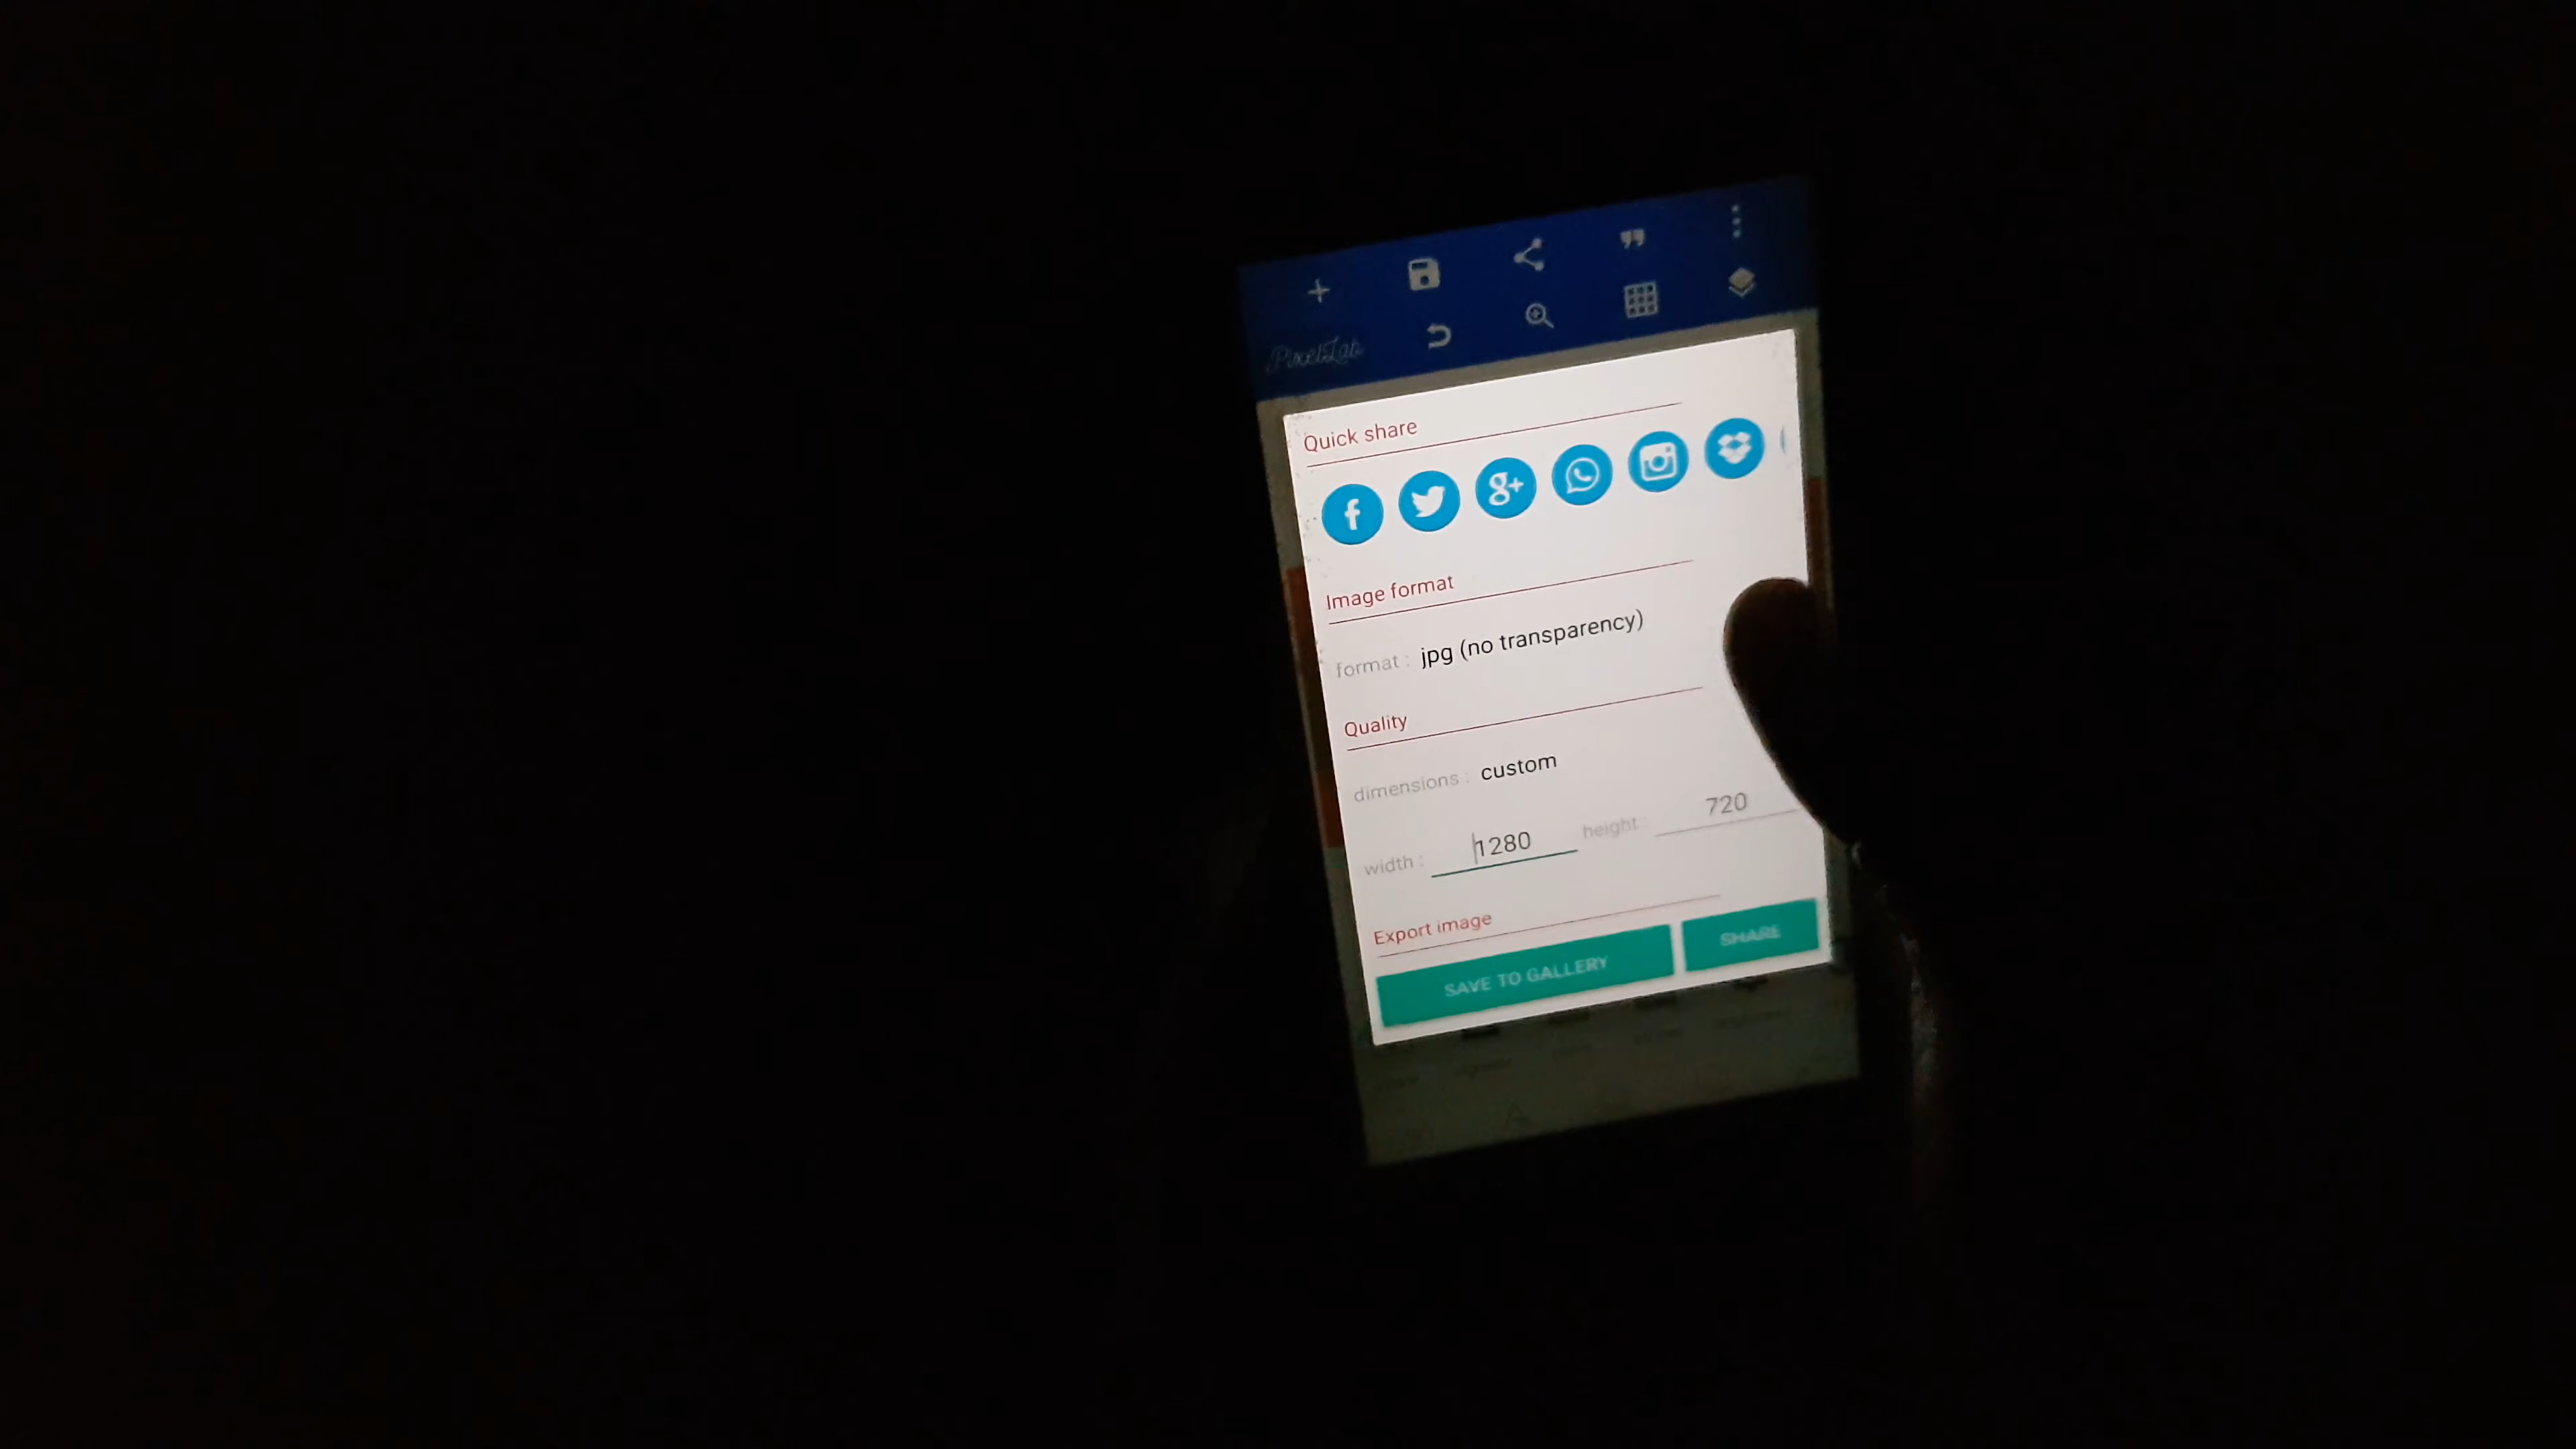 PixelLab
Quick share
Image format
format : jpg (no transparency)
Quality
dimensions : custom
width : 1280 height : 720
Export image
SAVE TO GALLERY SHARE